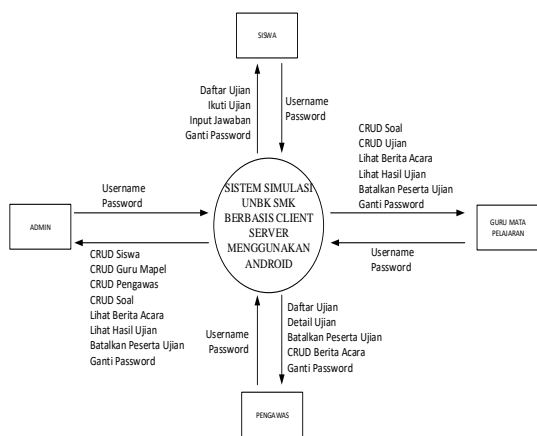 SISWA
Daftar Ujian
Ikuti Ujian
Input Jawaban
Ganti Password
Username
Password
CRUD Soal
CRUD Ujian
Lihat Berita Acara
Lihat Hasil Ujian
Batalkan Peserta Ujian
Ganti Password
Username
Password
SISTEM SIMULASI
UNBK SMK
BERBASIS CLIENT
SERVER
MENGGUNAKAN
ANDROID
ADMIN
GURU MATA
PELAJARAN
Username
Password
CRUD Siswa
CRUD Guru Mapel
CRUD Pengawas
CRUD Soal
Lihat Berita Acara
Lihat Hasil Ujian
Batalkan Peserta Ujian
Ganti Password
Username
Password
Daftar Ujian
Detail Ujian
Batalkan Peserta Ujian
CRUD Berita Acara
Ganti Password
PENGAWAS